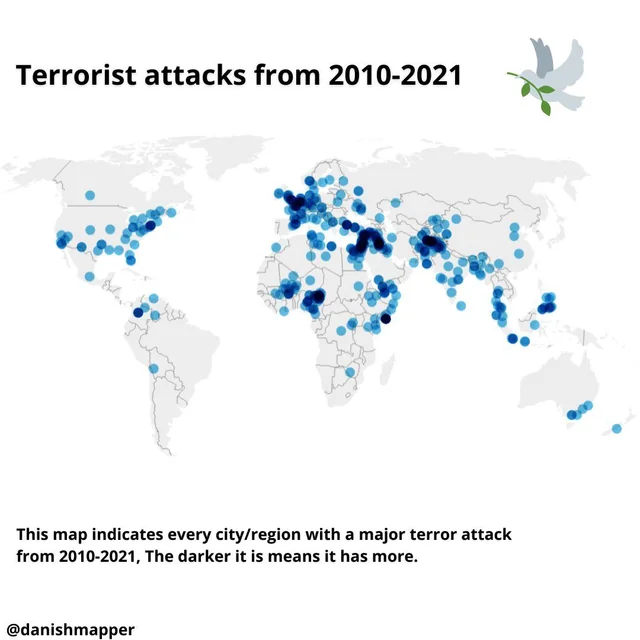 Terrorist attacks from 2010-2021
This map indicates every city/region with a major terror attack
from 2010-2021, The darker it is means it has more.
@danishmapper